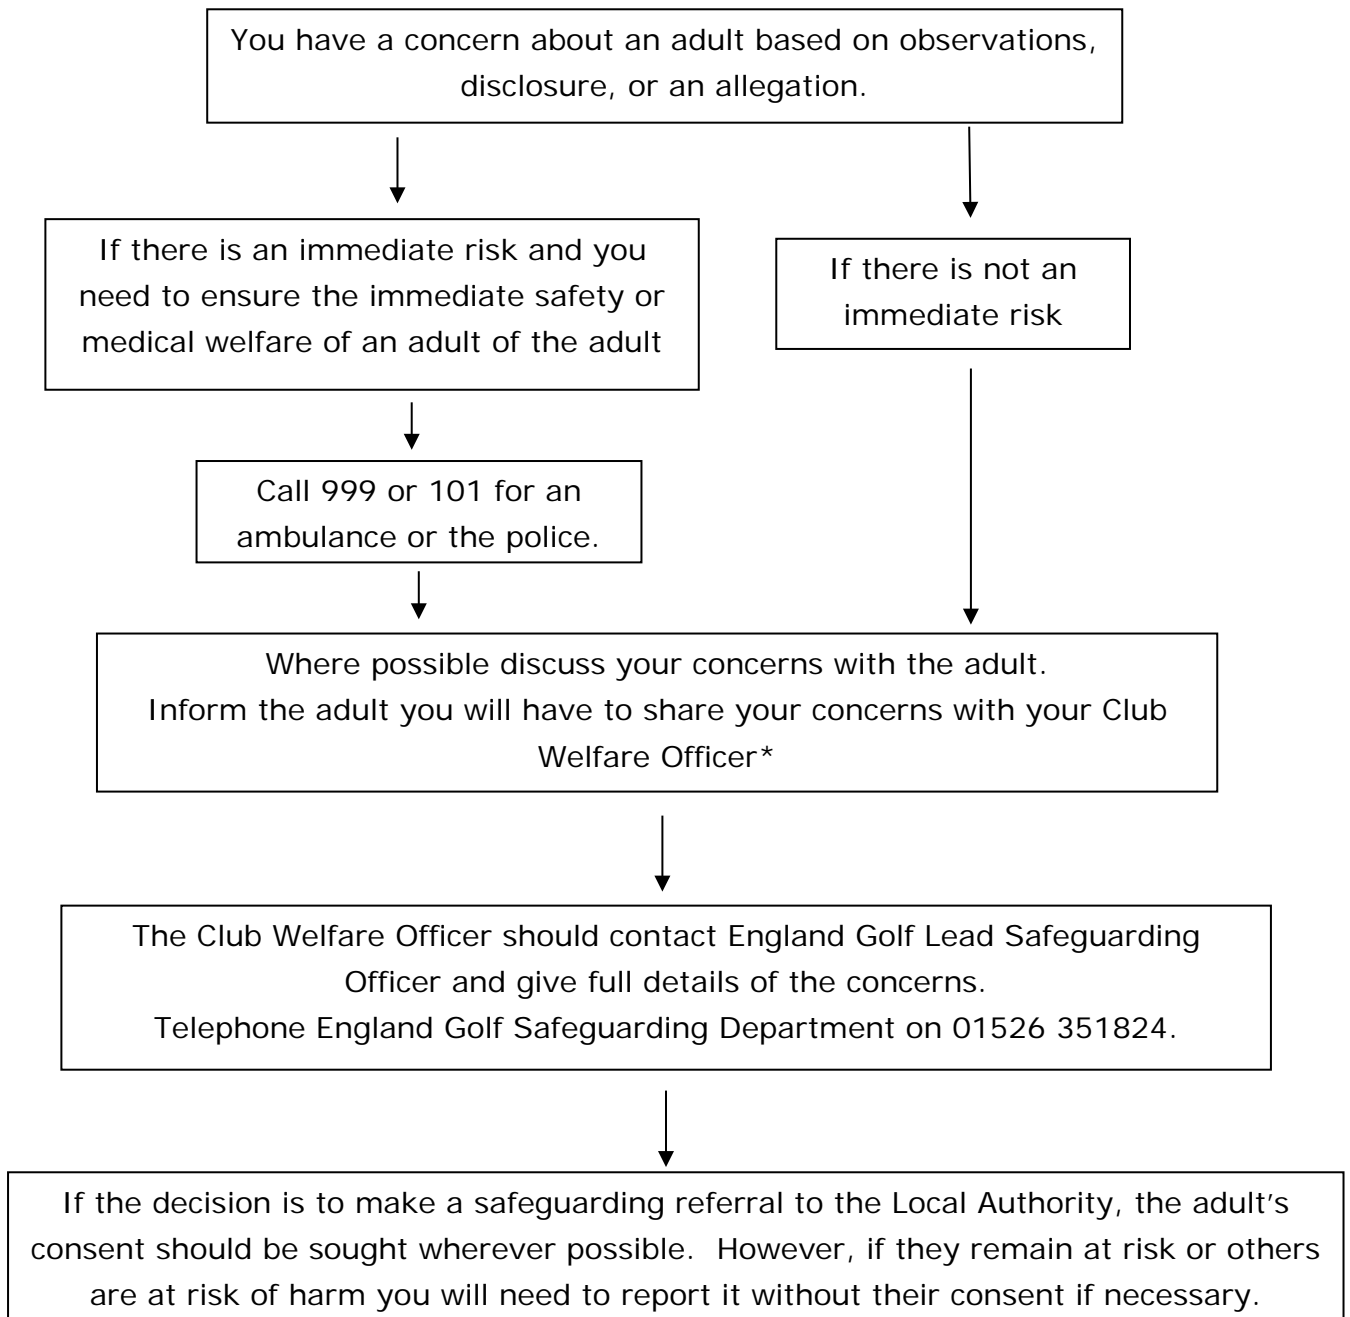 You have a concern about an adult based on observations,
disclosure, or an allegation.
If there is an immediate risk and you
need to ensure the immediate safety or
medical welfare of an adult of the adult
If there is not an
immediate risk
Call 999 or 101 for an
ambulance or the police.
Where possible discuss your concerns with the adult.
Inform the adult you will have to share your concerns with your Club
Welfare Officer*
The Club Welfare Officer should contact England Golf Lead Safeguarding
Officer and give full details of the concerns.
Telephone England Golf Safeguarding Department on 01526 351824.
If the decision is to make a safeguarding referral to the Local Authority, the adult’s
consent should be sought wherever possible.  However, if they remain at risk or others
are at risk of harm you will need to report it without their consent if necessary.